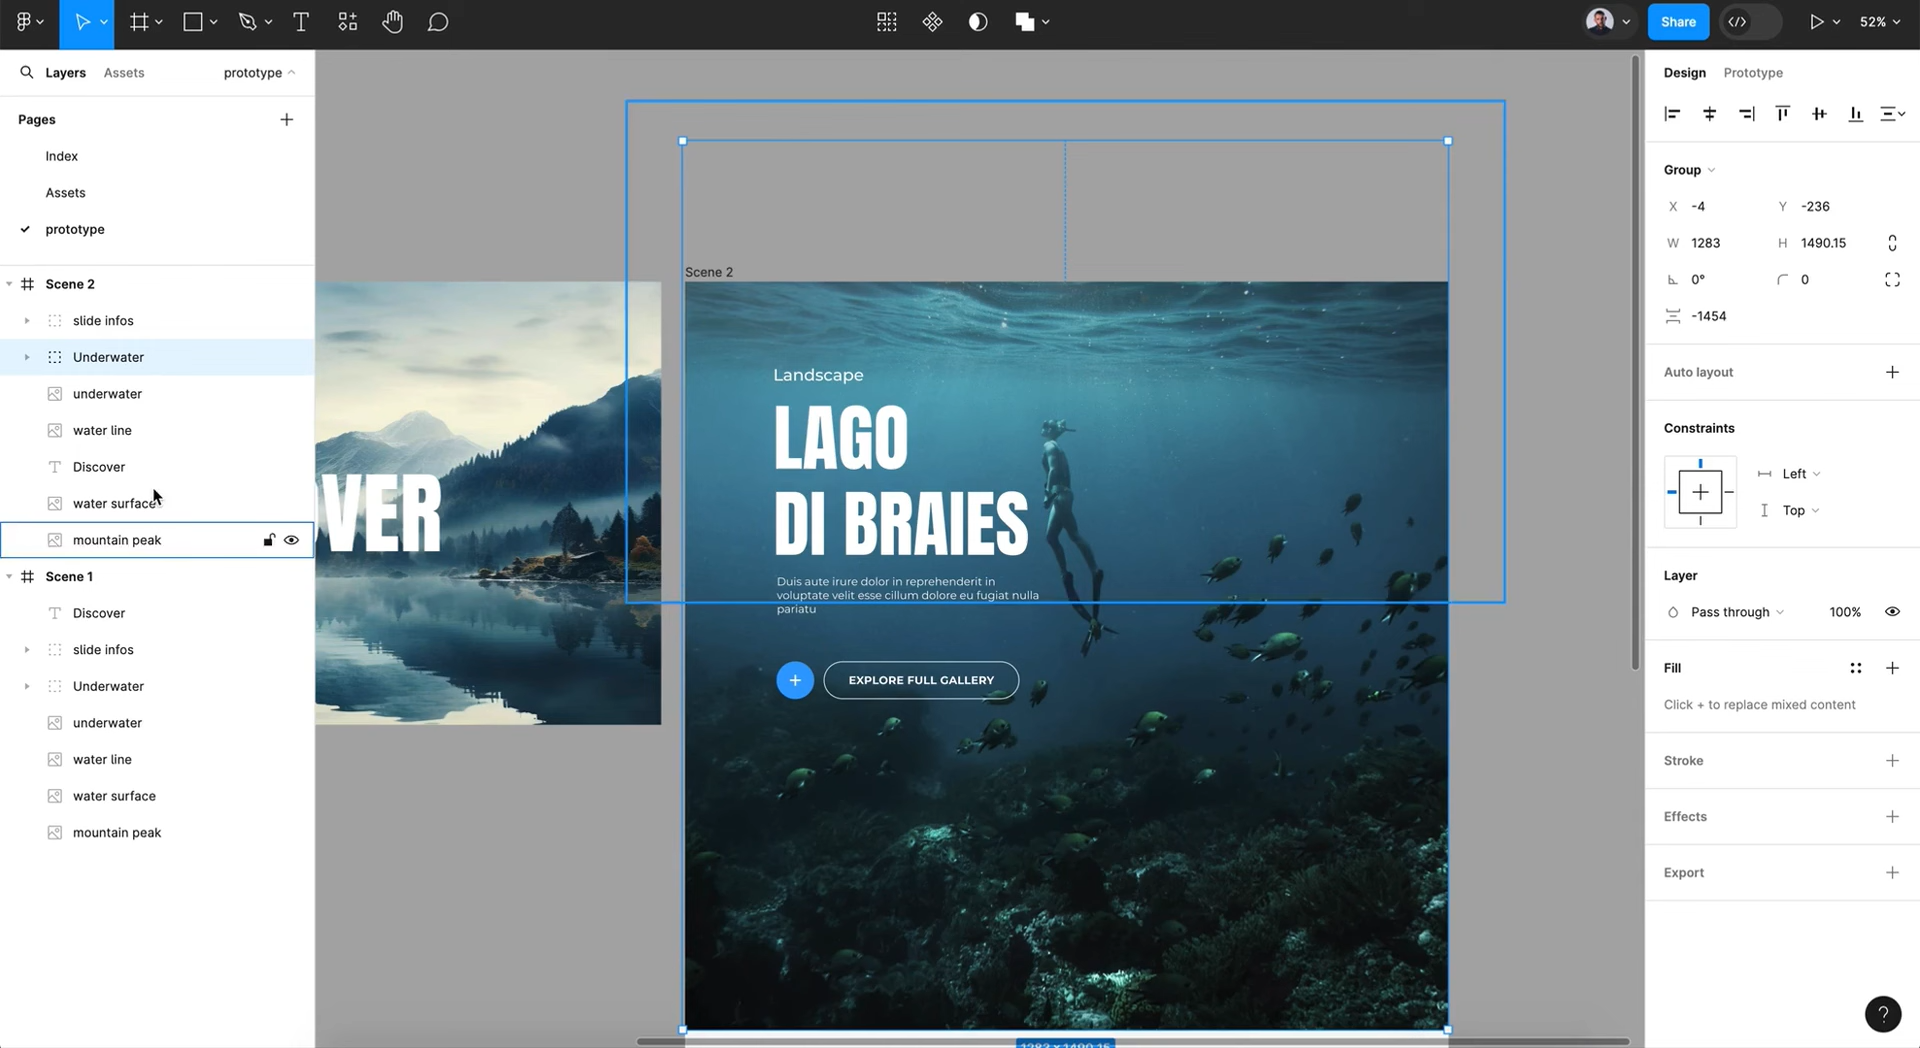 Share
52%
Layers
Assets
prototype
Design
Prototype
Pages
Index
Assets
prototype
Scene 2
slide infos
Underwater
underwater
water line
Discover
water surface
mountain peak
Scene 1
Discover
slide infos
Underwater
underwater
water line
water surface
mountain peak
OVER
Scene 2
Landscape
LAGO
DI BRAIES
Duis aute irure dolor in reprehenderit in
voluptate velit esse cillum dolore eu fugiat nulla
pariatu
+
EXPLORE FULL GALLERY
1283 × 1490.15
Group
X -4
Y -236
W 1283
H 1490.15
0°
0
-1454
Auto layout
Constraints
Left
Top
Layer
Pass through
100%
Fill
Click + to replace mixed content
Stroke
Effects
Export
?